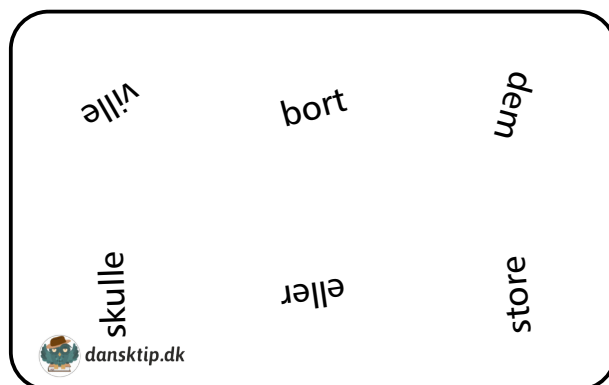 ville
bort
dem
skulle
eller
store
dansktip.dk